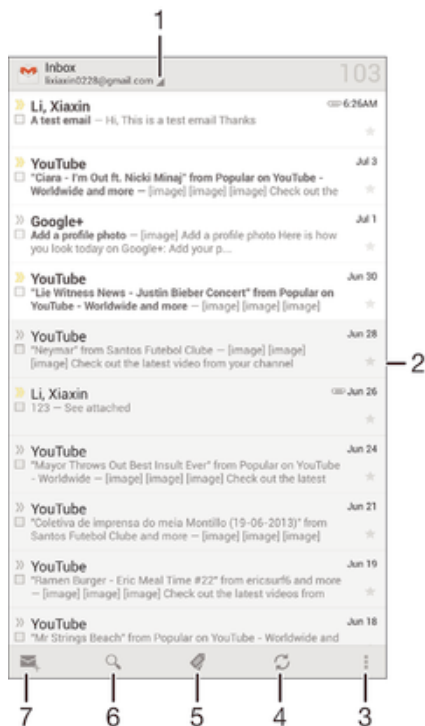 1
Inbox
lixiaxin0228@gmail.com
103
Li, Xiaxin 6:26AM
A test email – Hi, This is a test email Thanks
YouTube Jul 3
"Ciara - I'm Out ft. Nicki Minaj" from Popular on YouTube -
Worldwide and more – [image] [image] [image] Check out the
Google+ Jul 1
Add a profile photo – [image] Add a profile photo Here is how
you look today on Google+: Add your p...
YouTube Jun 30
"Lie Witness News - Justin Bieber Concert" from Popular on
YouTube - Worldwide and more – [image] [image] [image]
YouTube Jun 28
"Neymar" from Santos Futebol Clube – [image] [image]
[image] Check out the latest video from your channel
2
Li, Xiaxin Jun 26
123 – See attached
YouTube Jun 24
"Mayor Throws Out Best Insult Ever" from Popular on YouTube
- Worldwide – [image] [image] [image] Check out the latest
YouTube Jun 21
"Coletiva de imprensa do meia Montillo (19-06-2013)" from
Santos Futebol Clube and more – [image] [image] [image]
YouTube Jun 19
"Ramen Burger - Eric Meal Time #22" from ericsurf6 and more
– [image] [image] [image] Check out the latest videos from
YouTube Jun 18
"Mr Strings Beach" from Popular on YouTube - Worldwide and
7 6 5 4 3